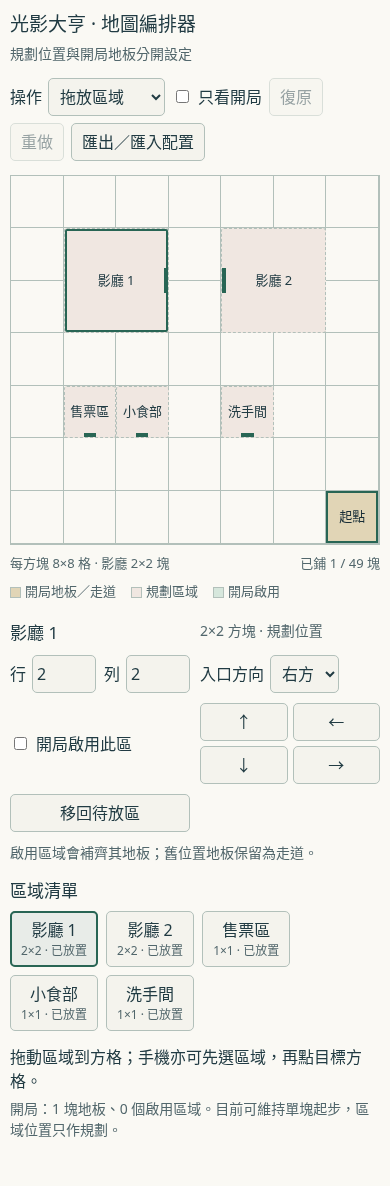 光影大亨 · 地圖編排器
規劃位置與開局地板分開設定
操作 拖放區域 只看開局 復原
重做 匯出／匯入配置
影廳 1 影廳 2
售票區 小食部 洗手間
起點
每方塊 8×8 格 · 影廳 2×2 塊 已鋪 1 / 49 塊
開局地板／走道 規劃區域 開局啟用
影廳 1 2×2 方塊 · 規劃位置
行 2 列 2 入口方向 右方
開局啟用此區 ↑ ←
↓ →
移回待放區
啟用區域會補齊其地板；舊位置地板保留為走道。
區域清單
影廳 1 影廳 2 售票區
2×2 · 已放置 2×2 · 已放置 1×1 · 已放置
小食部 洗手間
1×1 · 已放置 1×1 · 已放置
拖動區域到方格；手機亦可先選區域，再點目標方
格。
開局：1 塊地板、0 個啟用區域。目前可維持單塊起步，區
域位置只作規劃。